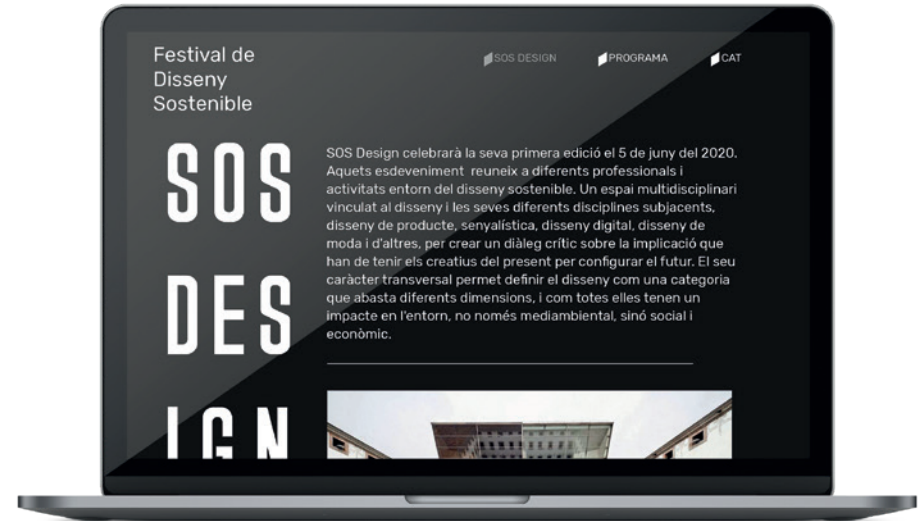 Festival de
Disseny
Sostenible
SOS DESIGN
PROGRAMA
CAT
SOS
DES
IGN
SOS Design celebrarà la seva primera edició el 5 de juny del 2020.
Aquets esdeveniment reuneix a diferents professionals i
activitats entorn del disseny sostenible. Un espai multidisciplinari
vinculat al disseny i les seves diferents disciplines subjacents,
disseny de producte, senyalística, disseny digital, disseny de
moda i d'altres, per crear un diàleg crític sobre la implicació que
han de tenir els creatius del present per configurar el futur. El seu
caràcter transversal permet definir el disseny com una categoria
que abasta diferents dimensions, i com totes elles tenen un
impacte en l'entorn, no només mediambiental, sinó social i
econòmic.